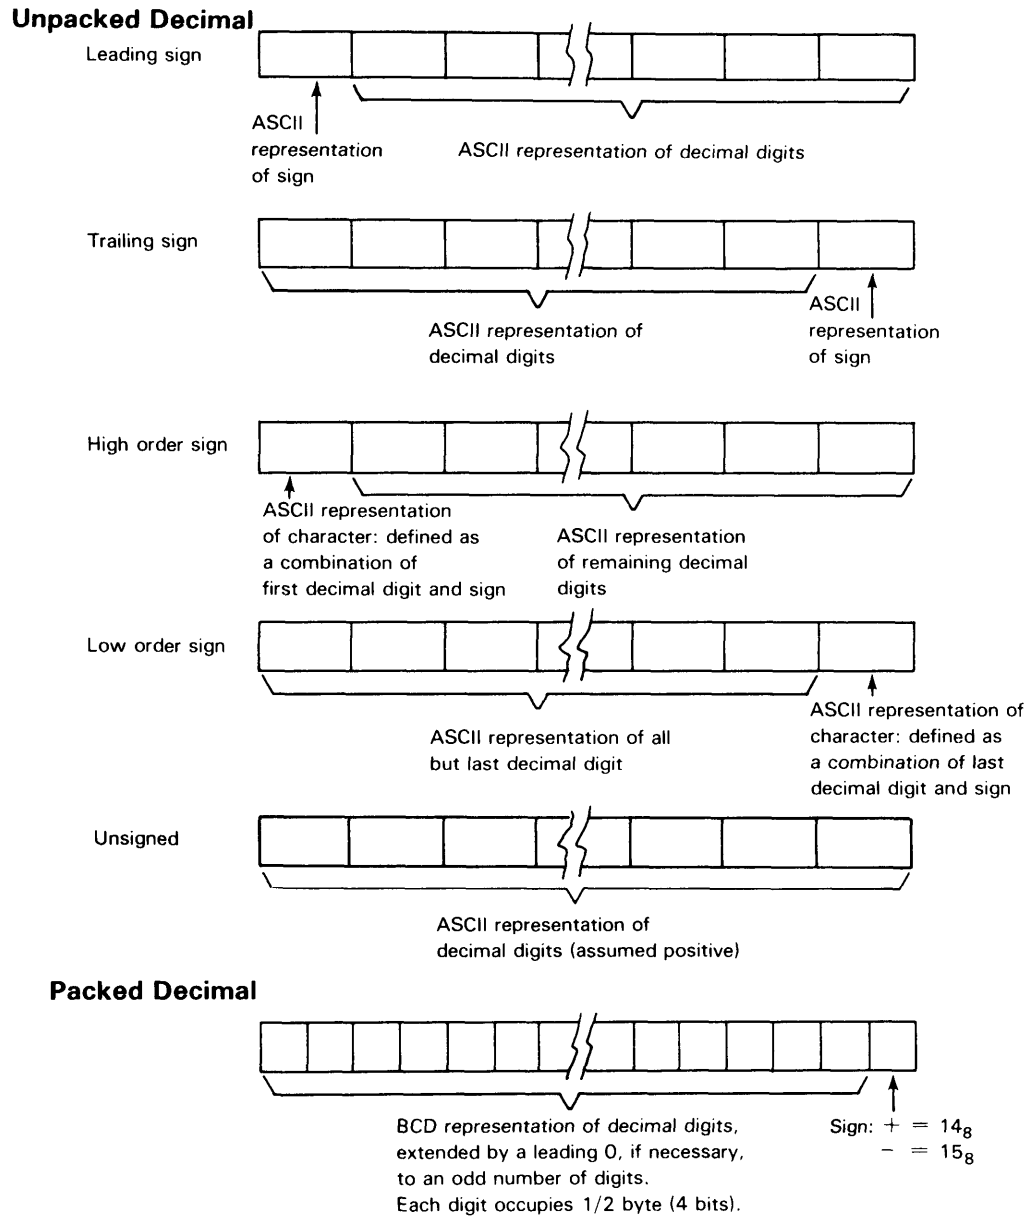 Unpacked Decimal
Leading sign
ASCII
representation
of sign
ASCII representation of decimal digits
Trailing sign
ASCII representation of
decimal digits
ASCII
representation
of sign
High order sign
ASCII representation
of character: defined as
a combination of
first decimal digit and sign
ASCII representation
of remaining decimal
digits
Low order sign
ASCII representation of all
but last decimal digit
ASCII representation of
character: defined as
a combination of last
decimal digit and sign
Unsigned
ASCII representation of
decimal digits (assumed positive)
Packed Decimal
BCD representation of decimal digits,
extended by a leading 0, if necessary,
to an odd number of digits.
Each digit occupies 1/2 byte (4 bits).
Sign: + = 14₈
− = 15₈